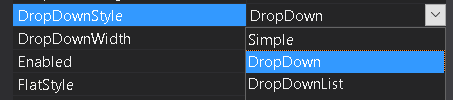 DropDownStyle DropDown
DropDownWidth Simple
Enabled DropDown
FlatStyle DropDownList